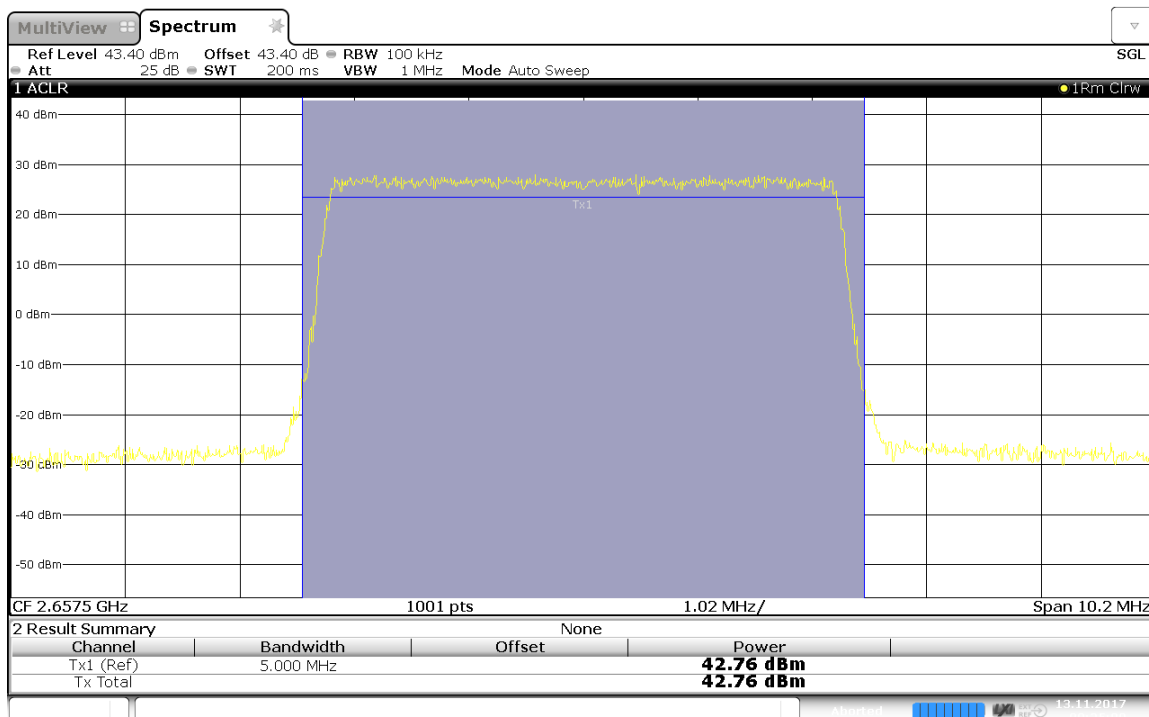 MultiView Spectrum
Ref Level 43.40 dBm Offset 43.40 dB RBW 100 kHz SGL
Att 25 dB SWT 200 ms VBW 1 MHz Mode Auto Sweep
1 ACLR 1Rm Clrw
40 dBm
30 dBm
20 dBm
Tx1
10 dBm
0 dBm
-10 dBm
-20 dBm
-30 dBm
-40 dBm
-50 dBm
CF 2.6575 GHz 1001 pts 1.02 MHz/ Span 10.2 MHz
2 Result Summary None
Channel Bandwidth Offset Power
Tx1 (Ref) 5.000 MHz 42.76 dBm
Tx Total 42.76 dBm
Aborted 13.11.2017